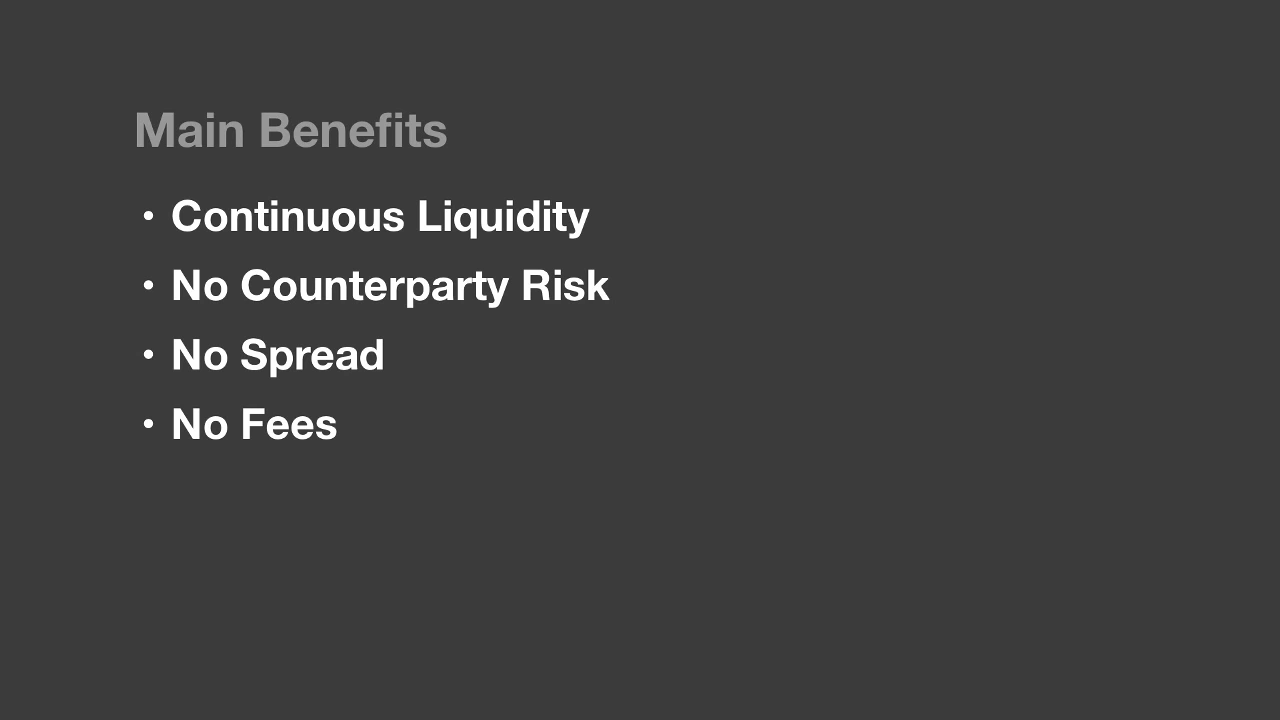 Main Benefits
• Continuous Liquidity
• No Counterparty Risk
• No Spread
• No Fees